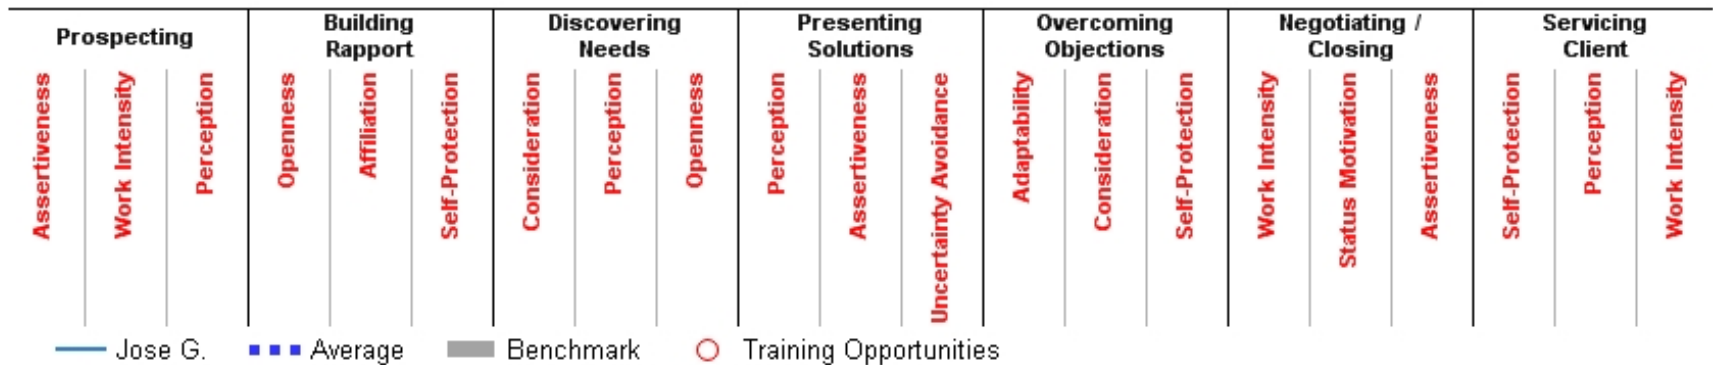 Prospecting
Building
Rapport
Discovering
Needs
Presenting
Solutions
Overcoming
Objections
Negotiating /
Closing
Servicing
Client
Assertiveness
Work Intensity
Perception
Openness
Affiliation
Self-Protection
Consideration
Perception
Openness
Perception
Assertiveness
Uncertainty Avoidance
Adaptability
Consideration
Self-Protection
Work Intensity
Status Motivation
Assertiveness
Self-Protection
Perception
Work Intensity
Jose G.
Average
Benchmark
Training Opportunities